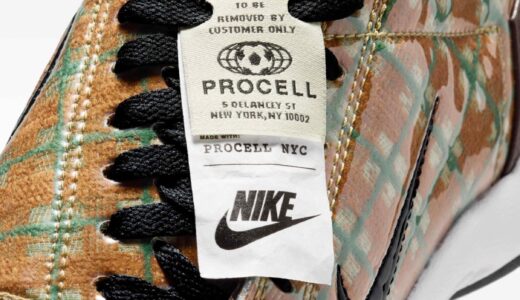 TO BE
REMOVED BY
CUSTOMER ONLY
PROCELL
5 DELANCEY ST
NEW YORK, NY 10002
MADE WITH:
PROCELL NYC
NIKE